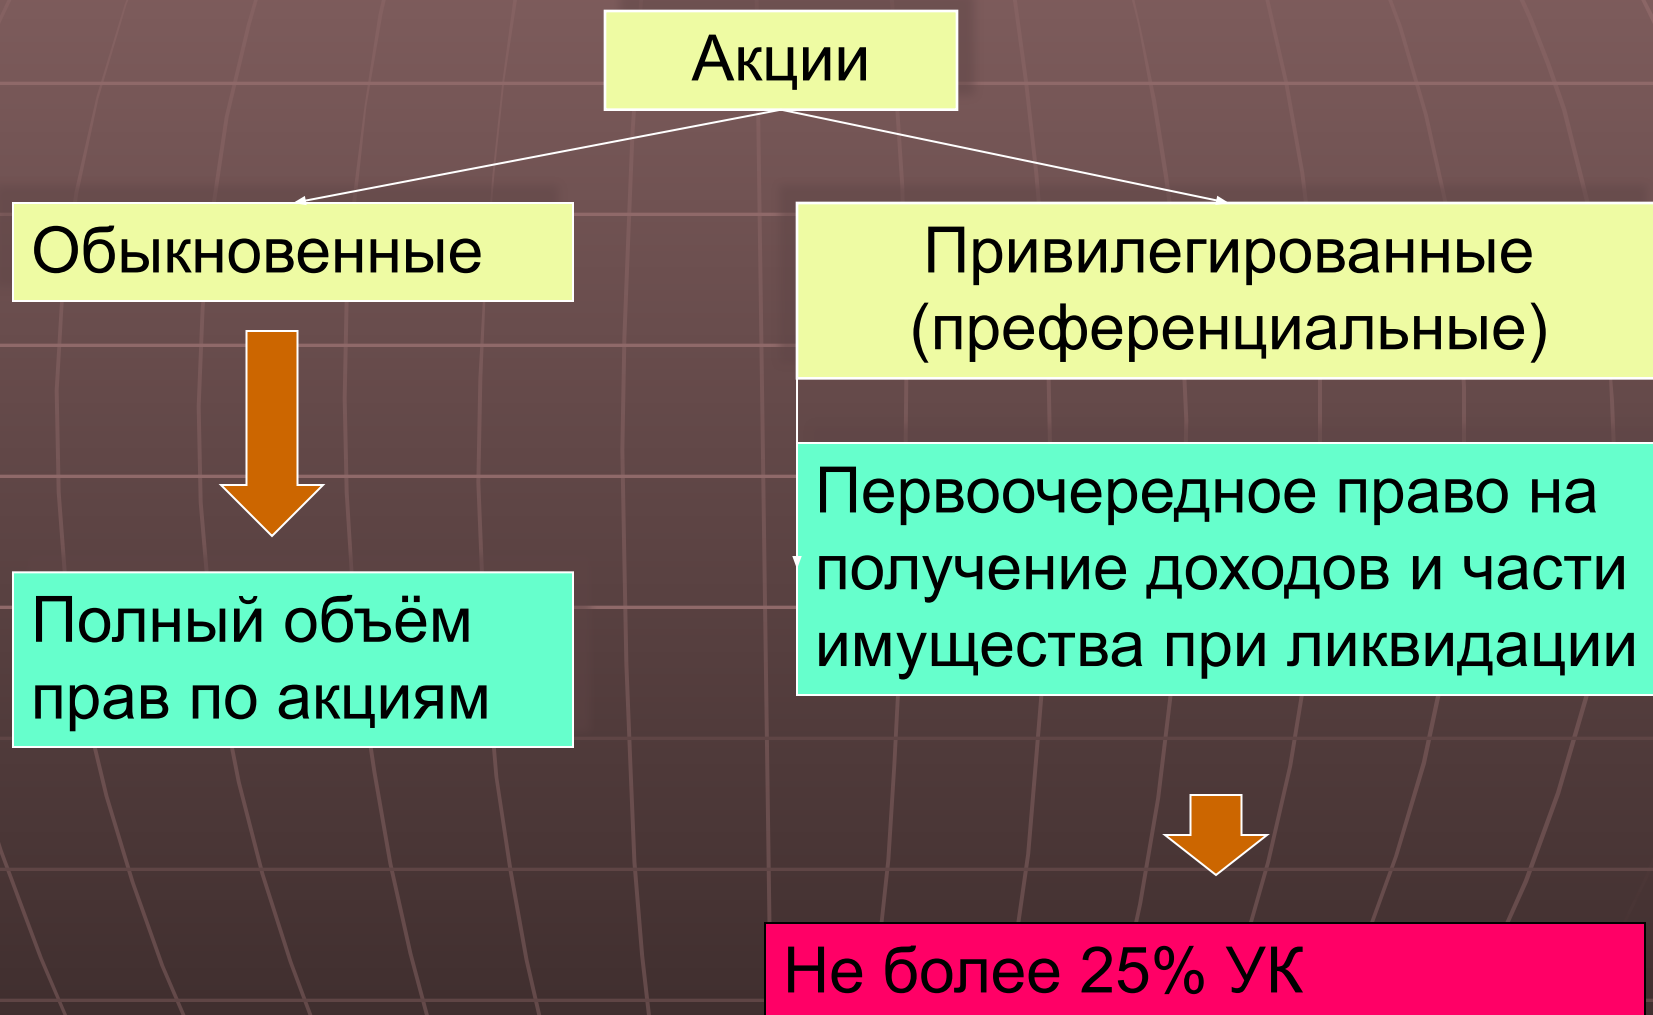 Акции
Обыкновенные
Привилегированные
(преференциальные)
Полный объём
прав по акциям
Первоочередное право на
получение доходов и части
имущества при ликвидации
Не более 25% УК